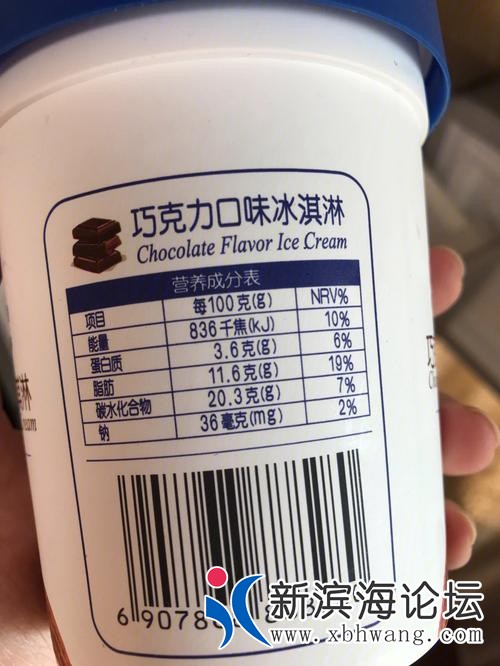 巧克力口味冰淇淋
Chocolate Flavor Ice Cream
营养成分表
项目 每100克(g) NRV%
能量 836千焦(kJ) 10%
蛋白质 3.6克(g) 6%
脂肪 11.6克(g) 19%
碳水化合物 20.3克(g) 7%
钠 36毫克(mg) 2%
6 9078
新滨海论坛
www.xbhwang.com